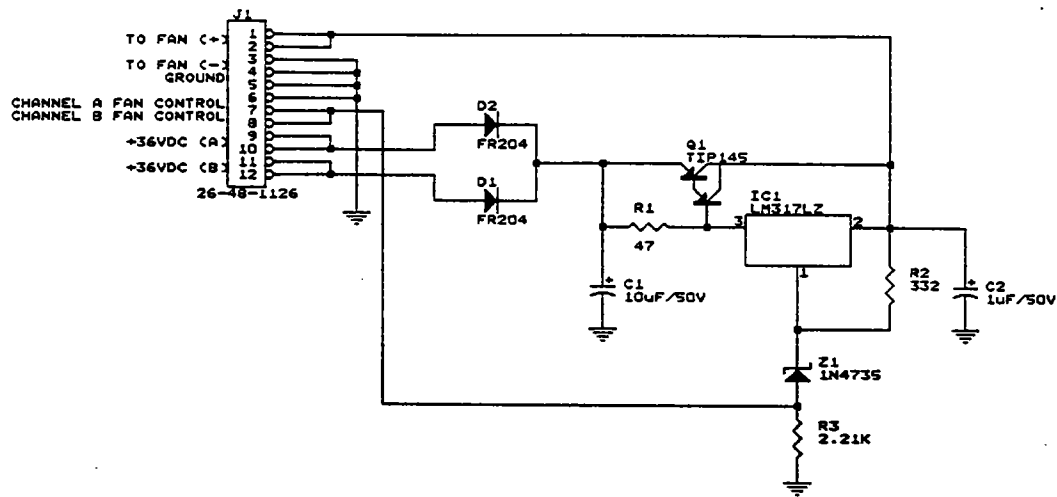 J1
TO FAN (+)
1
2
TO FAN (-)
3
GROUND
4
5
6
CHANNEL A FAN CONTROL
7
CHANNEL B FAN CONTROL
8
+36VDC (A)
9
10
+36VDC (B)
11
12
26-48-1126
D2
FR204
D1
FR204
Q1
TIP145
R1
47
IC1
LM317LZ
3
2
1
C1
+
10uF/50V
R2
332
C2
+
1uF/50V
Z1
1N4735
R3
2.21K